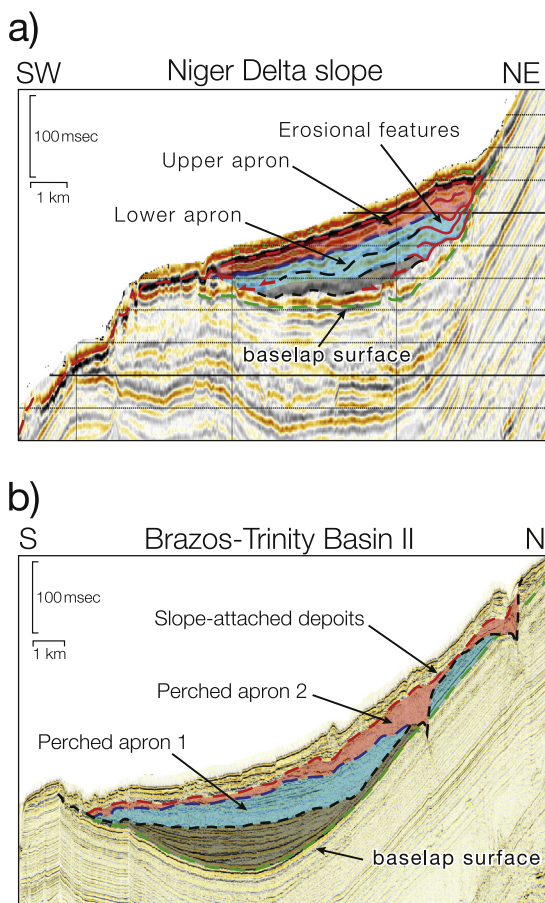 a)
SW Niger Delta slope NE
100 msec
1 km
Erosional features
Upper apron
Lower apron
baselap surface
b)
S Brazos-Trinity Basin II N
100 msec
1 km
Slope-attached depoits
Perched apron 2
Perched apron 1
baselap surface